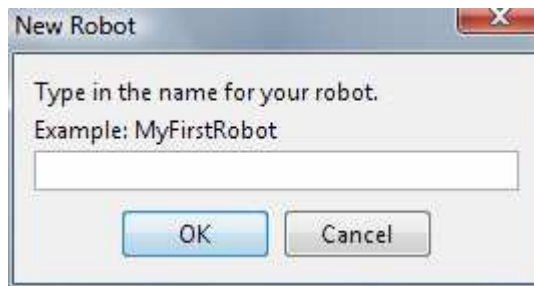 New Robot
Type in the name for your robot.
Example: MyFirstRobot
OK
Cancel